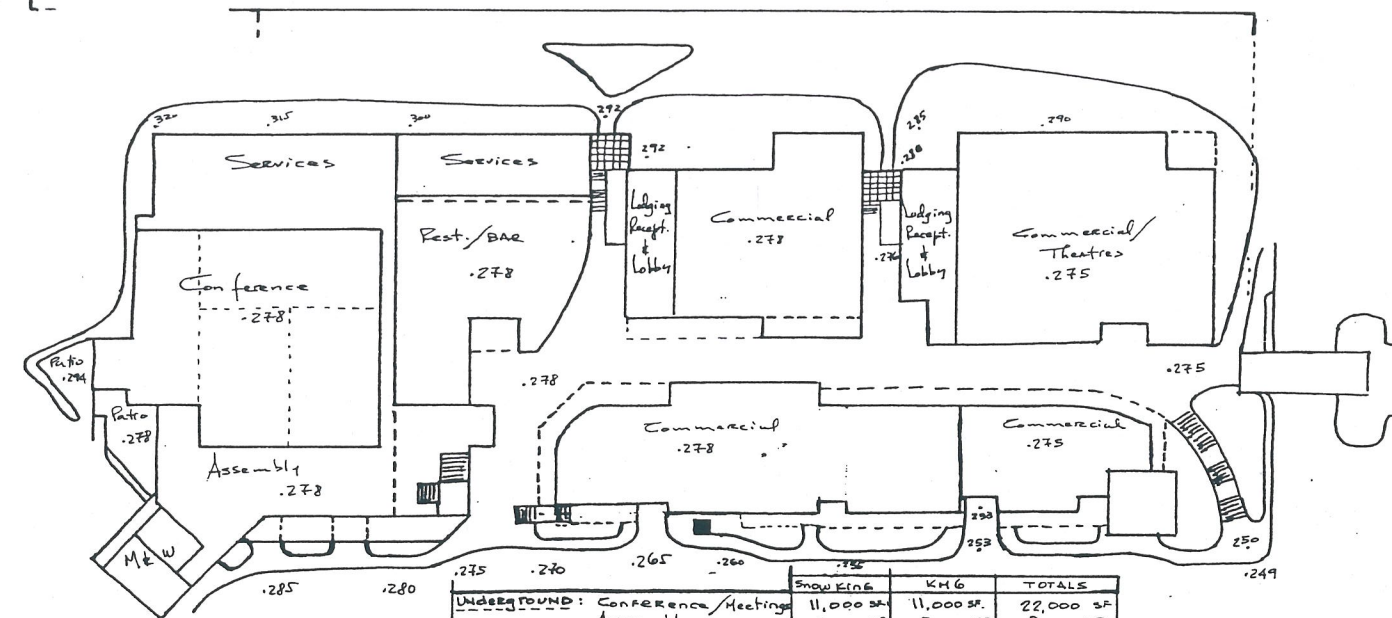 .320
.315
.300
.292
.292
.285
.290
Services
Services
Lodging
Recept.
&
Lobby
Commercial
.278
.276
Lodging
Recept.
&
Lobby
Commercial/
Theatres
.275
Rest./BAR
.278
Conference
.278
Patio
.294
Patio
.278
Assembly
.278
.278
Commercial
.278
Commercial
.275
.275
M & W
253
253
250
.249
.285
.280
.275
.270
.265
.260
SNOW KING
KMG
TOTALS
UNDERGROUND: CONFERENCE/MEETINGS
11,000 SF.
11,000 SF.
22,000 SF